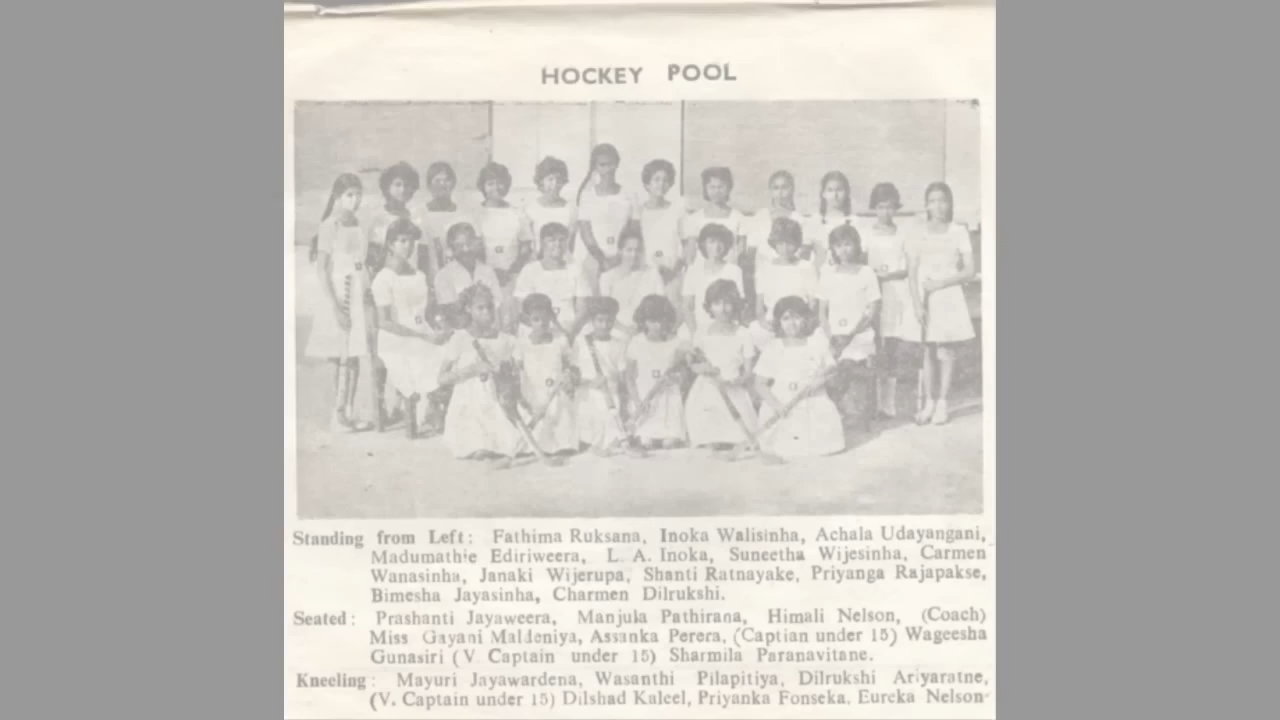 HOCKEY POOL
Standing from Left: Fathima Ruksana, Inoka Walisinha, Achala Udayangani,
Madumathie Ediriweera, L. A. Inoka, Suneetha Wijesinha, Carmen
Wanasinha, Janaki Wijerupa, Shanti Ratnayake, Priyanga Rajapakse,
Bimesha Jayasinha, Charmen Dilrukshi.
Seated: Prashanti Jayaweera, Manjula Pathirana, Himali Nelson, (Coach)
Miss Gayani Maldeniya, Assanka Perera, (Captian under 15) Wageesha
Gunasiri (V. Captain under 15) Sharmila Paranavitane.
Kneeling: Mayuri Jayawardena, Wasanthi Pilapitiya, Dilrukshi Ariyaratne,
(V. Captain under 15) Dilshad Kaleel, Priyanka Fonseka, Eureka Nelson